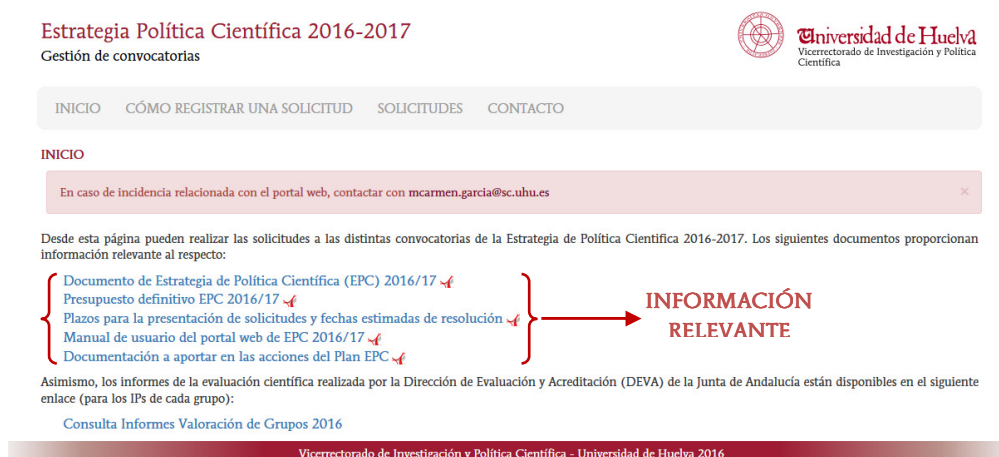 Estrategia Política Científica 2016-2017
Gestión de convocatorias
Universidad de Huelva
Vicerrectorado de Investigación y Política
Científica
INICIO CÓMO REGISTRAR UNA SOLICITUD SOLICITUDES CONTACTO
INICIO
En caso de incidencia relacionada con el portal web, contactar con mcarmen.garcia@sc.uhu.es ×
Desde esta página pueden realizar las solicitudes a las distintas convocatorias de la Estrategia de Política Cientifica 2016-2017. Los siguientes documentos proporcionan
información relevante al respecto:
Documento de Estrategia de Política Científica (EPC) 2016/17
Presupuesto definitivo EPC 2016/17
Plazos para la presentación de solicitudes y fechas estimadas de resolución
Manual de usuario del portal web de EPC 2016/17
Documentación a aportar en las acciones del Plan EPC
INFORMACIÓN
RELEVANTE
Asimismo, los informes de la evaluación científica realizada por la Dirección de Evaluación y Acreditación (DEVA) de la Junta de Andalucía están disponibles en el siguiente
enlace (para los IPs de cada grupo):
Consulta Informes Valoración de Grupos 2016
Vicerrectorado de Investigación y Política Científica - Universidad de Huelva 2016